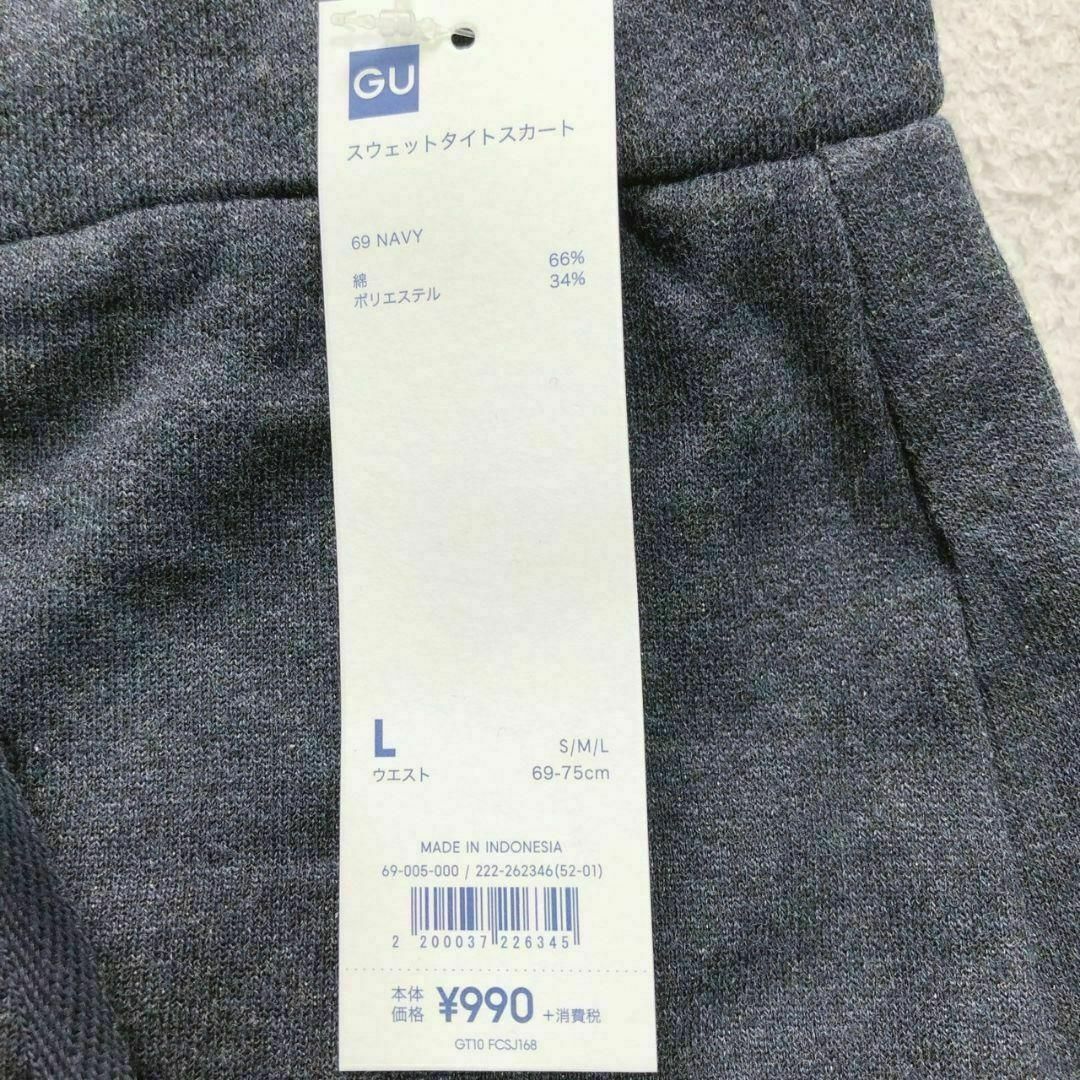 GU
スウェットタイトスカート
69 NAVY
綿 66%
ポリエステル 34%
L S/M/L
ウエスト 69-75cm
MADE IN INDONESIA
69-005-000 / 222-262346(52-01)
2 200037 226345
本体価格 ¥990 +消費税
GT10 FCSJ168